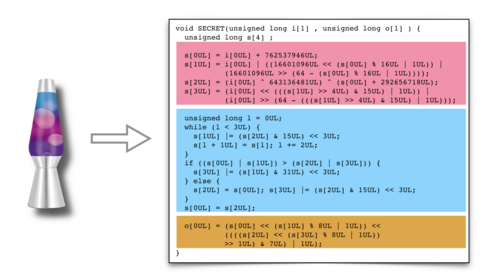 void SECRET(unsigned long i[1] , unsigned long o[1] ) {
unsigned long s[4] ;
s[0UL] = i[0UL] + 762537946UL;
s[1UL] = i[0UL] | ((16601096UL << (s[0UL] % 16UL | 1UL)) |
(16601096UL >> (64 - (s[0UL] % 16UL | 1UL))));
s[2UL] = (i[0UL] ^ 643136481UL) ^ (s[0UL] + 292656718UL);
s[3UL] = (i[0UL] << (((s[1UL] >> 4UL) & 15UL) | 1UL)) |
(i[0UL] >> (64 - (((s[1UL] >> 4UL) & 15UL) | 1UL)));
unsigned long l = 0UL;
while (l < 3UL) {
s[1UL] |= (s[2UL] & 15UL) << 3UL;
s[l + 1UL] = s[l]; l += 2UL;
}
if ((s[0UL] | s[1UL]) > (s[2UL] | s[3UL])) {
s[3UL] |= (s[1UL] & 31UL) << 3UL;
} else {
s[2UL] = s[0UL]; s[3UL] |= (s[2UL] & 15UL) << 3UL;
}
s[0UL] = s[2UL];
o[0UL] = (s[0UL] << (s[1UL] % 8UL | 1UL)) <<
((((s[2UL] << (s[3UL] % 8UL | 1UL))
>> 1UL) & 7UL) | 1UL);
}